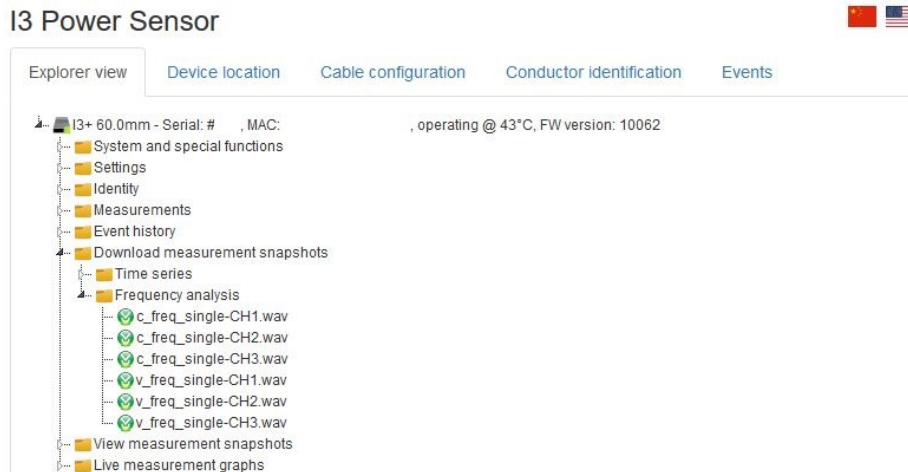 I3 Power Sensor
Explorer view Device location Cable configuration Conductor identification Events
I3+ 60.0mm - Serial: # , MAC: , operating @ 43°C, FW version: 10062
System and special functions
Settings
Identity
Measurements
Event history
Download measurement snapshots
Time series
Frequency analysis
c_freq_single-CH1.wav
c_freq_single-CH2.wav
c_freq_single-CH3.wav
v_freq_single-CH1.wav
v_freq_single-CH2.wav
v_freq_single-CH3.wav
View measurement snapshots
Live measurement graphs